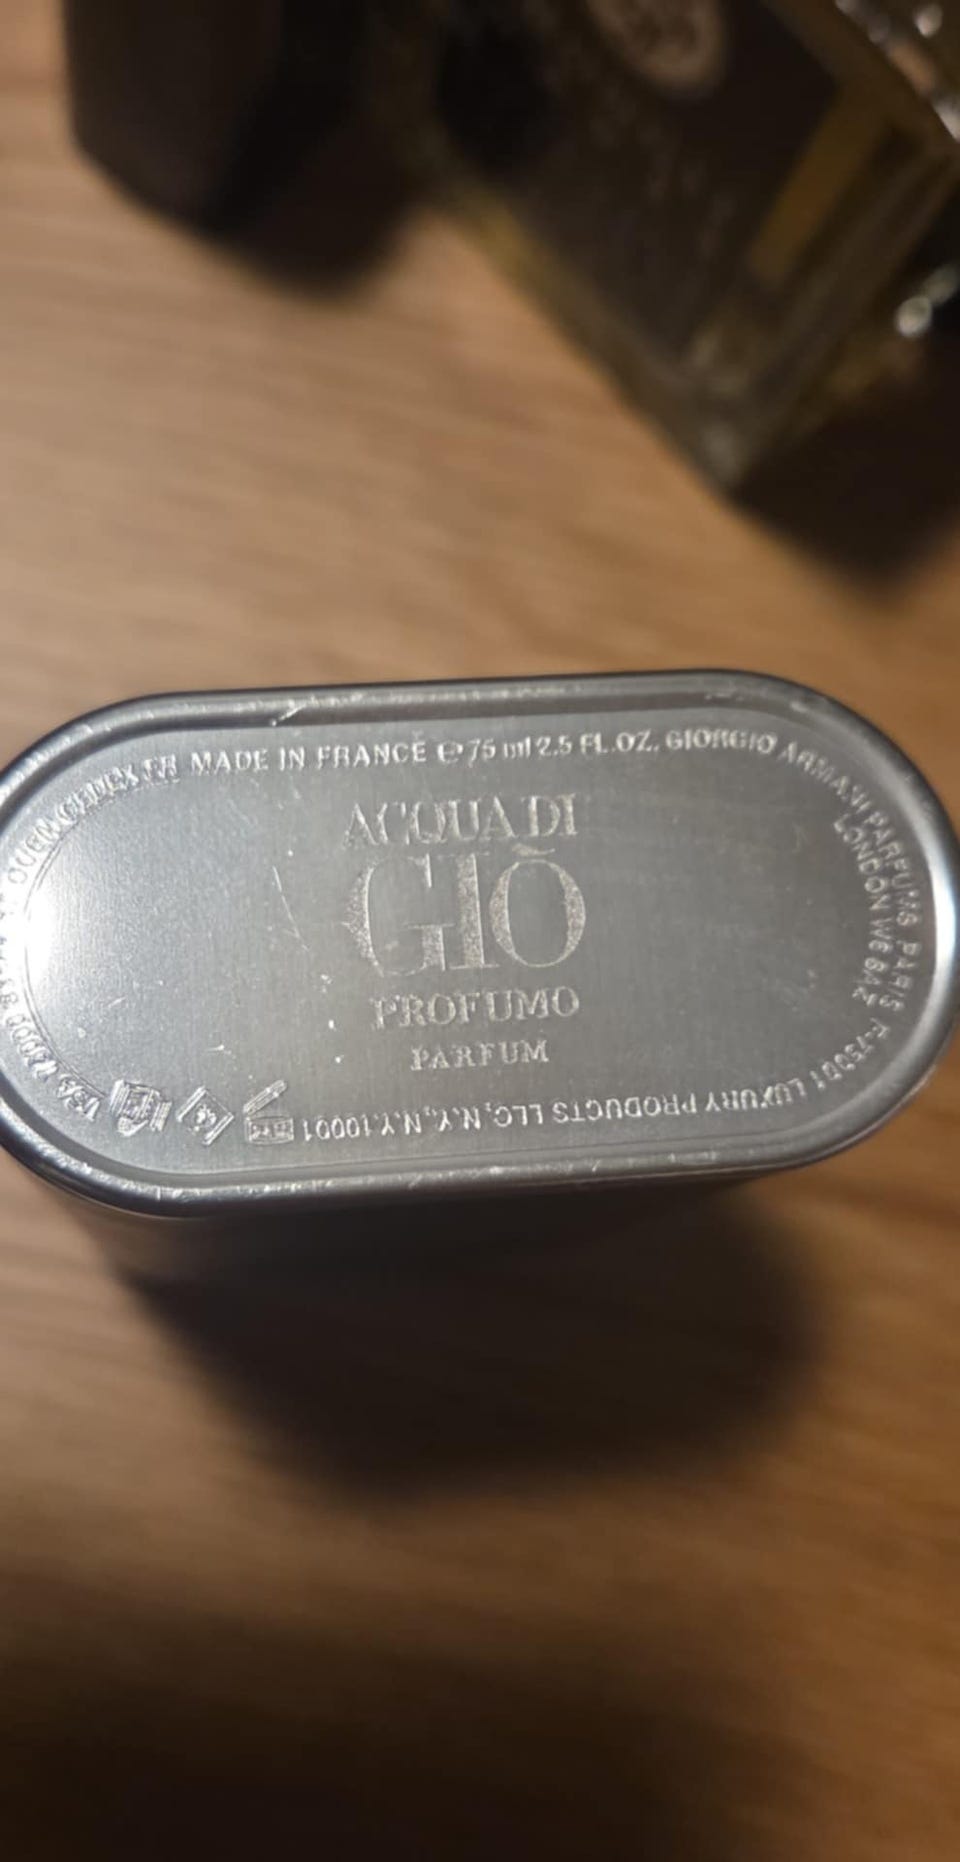 MADE IN FRANCE e 75 ml 2.5 FL.OZ. GIORGIO ARMANI PARFUMS PARIS F-75001 LUXURY PRODUCTS LLC, N.Y., N.Y.10001
LONDON W6 8AZ
ACQUA DI
GIÒ
PROFUMO
PARFUM